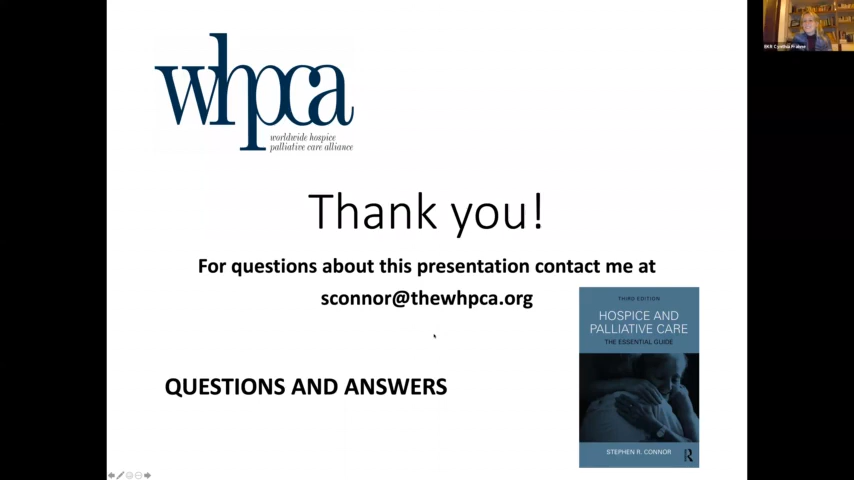 whpca
worldwide hospice
palliative care alliance
Thank you!
For questions about this presentation contact me at
sconnor@thewhpca.org
THIRD EDITION
HOSPICE AND
PALLIATIVE CARE
THE ESSENTIAL GUIDE
QUESTIONS AND ANSWERS
STEPHEN R. CONNOR
R